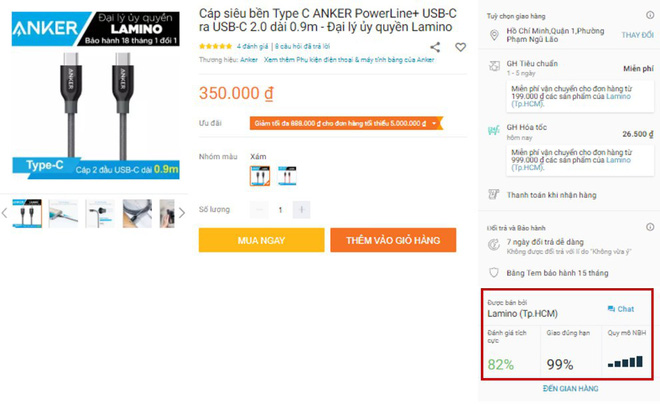 ANKER
Đại lý ủy quyền
LAMINO
Bảo hành 18 tháng 1 đổi 1
ANKER
ANKER
Type-C
Cáp 2 đầu USB-C dài 0.9m
Cáp siêu bền Type C ANKER PowerLine+ USB-C
ra USB-C 2.0 dài 0.9m - Đại lý ủy quyền Lamino
4 đánh giá | 8 câu hỏi đã trả lời
Thương hiệu: Anker Xem thêm Phụ kiện điện thoại & máy tính bảng của Anker
350.000 ₫
Ưu đãi
Giảm tối đa 888.000 ₫ cho đơn hàng tối thiểu 5.000.000 ₫
Nhóm màu Xám
Số lượng
1
MUA NGAY
THÊM VÀO GIỎ HÀNG
Tuỳ chọn giao hàng
Hồ Chí Minh,Quận 1,Phường
Phạm Ngũ Lão
THAY ĐỔI
GH Tiêu chuẩn
Miễn phí
1 - 5 ngày
Miễn phí vận chuyển cho đơn hàng từ
199.000 ₫ các sản phẩm của Lamino
(Tp.HCM).
GH Hỏa tốc
26.500 ₫
hôm nay
Miễn phí vận chuyển cho đơn hàng từ
999.000 ₫ các sản phẩm của Lamino
(Tp.HCM).
Thanh toán khi nhận hàng
Đổi trả và Bảo hành
7 ngày đổi trả dễ dàng
Không được đổi trả với lí do "Không vừa ý"
Bằng Tem bảo hành 15 tháng
Được bán bởi
Lamino (Tp.HCM)
Chat
Đánh giá tích
cực
Giao đúng hạn
Quy mô NBH
82%
99%
ĐẾN GIAN HÀNG